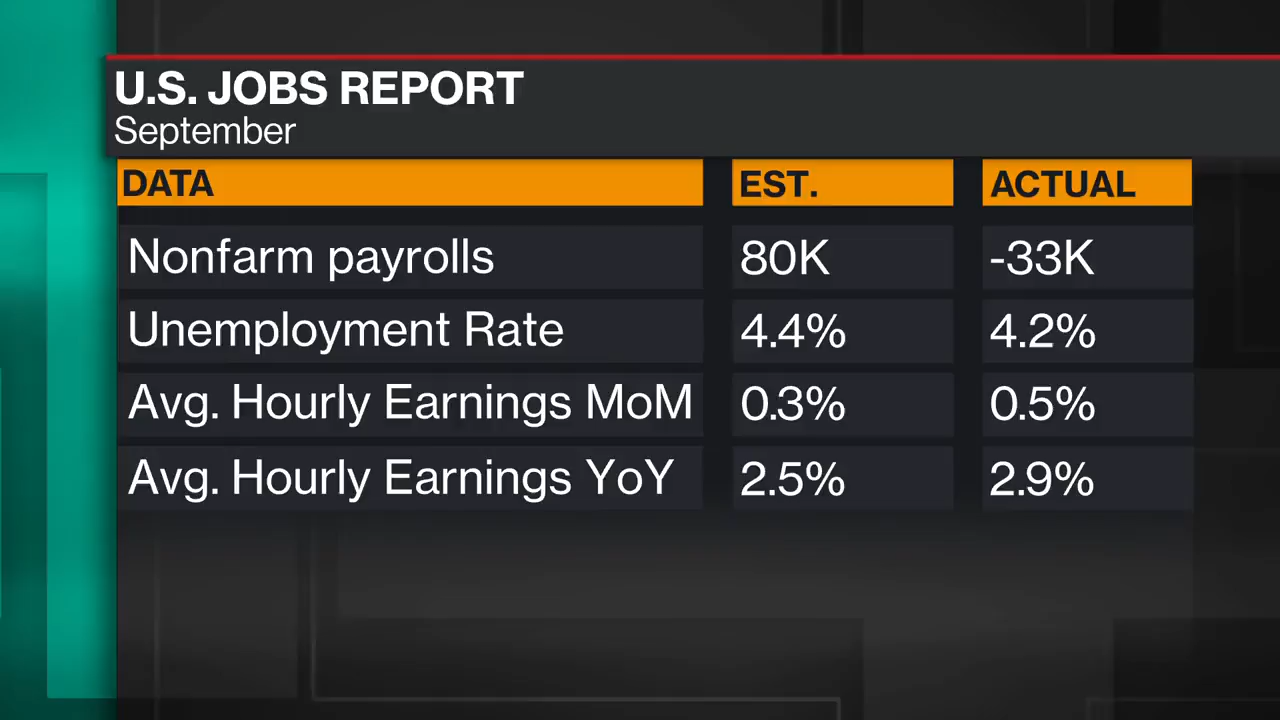 U.S. JOBS REPORT
September
DATA EST. ACTUAL
Nonfarm payrolls 80K -33K
Unemployment Rate 4.4% 4.2%
Avg. Hourly Earnings MoM 0.3% 0.5%
Avg. Hourly Earnings YoY 2.5% 2.9%